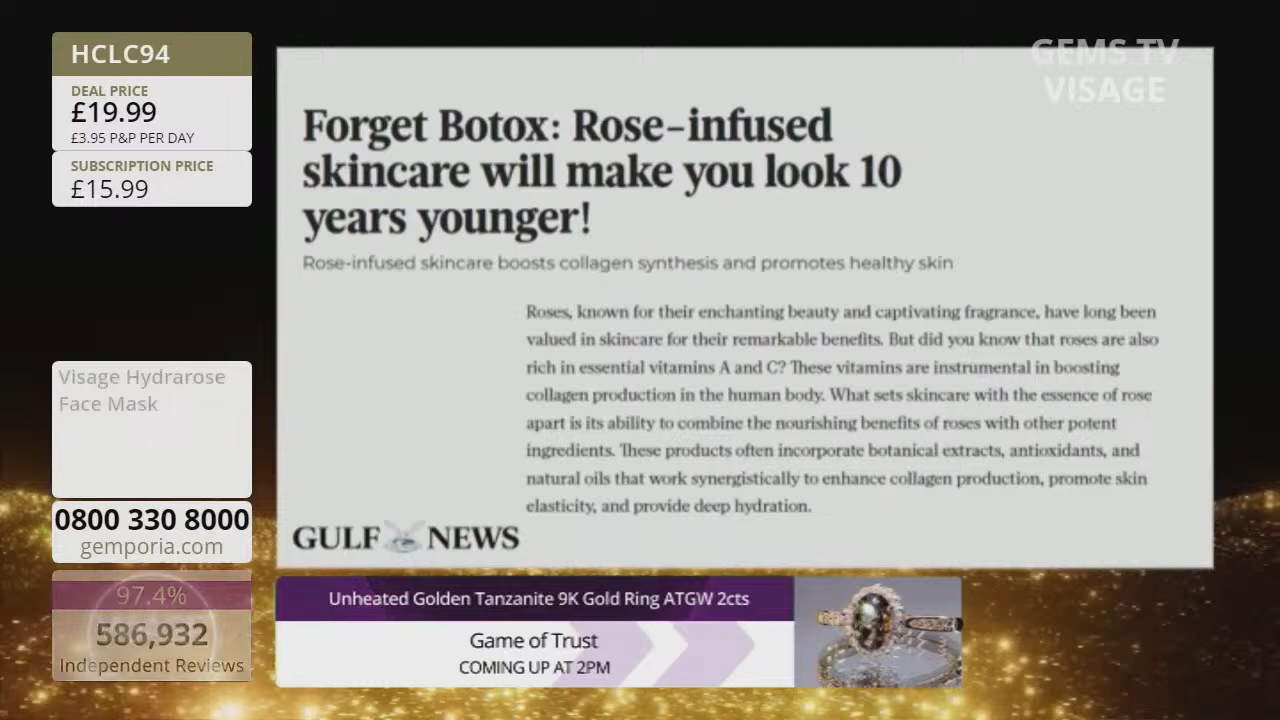 HCLC94
DEAL PRICE
£19.99
£3.95 P&P PER DAY
SUBSCRIPTION PRICE
£15.99
GEMS TV
VISAGE
Forget Botox: Rose-infused
skincare will make you look 10
years younger!
Rose-infused skincare boosts collagen synthesis and promotes healthy skin
Roses, known for their enchanting beauty and captivating fragrance, have long been
valued in skincare for their remarkable benefits. But did you know that roses are also
rich in essential vitamins A and C? These vitamins are instrumental in boosting
collagen production in the human body. What sets skincare with the essence of rose
apart is its ability to combine the nourishing benefits of roses with other potent
ingredients. These products often incorporate botanical extracts, antioxidants, and
natural oils that work synergistically to enhance collagen production, promote skin
elasticity, and provide deep hydration.
GULF NEWS
Visage Hydrarose
Face Mask
0800 330 8000
gemporia.com
97.4%
586,932
Independent Reviews
Unheated Golden Tanzanite 9K Gold Ring ATGW 2cts
Game of Trust
COMING UP AT 2PM